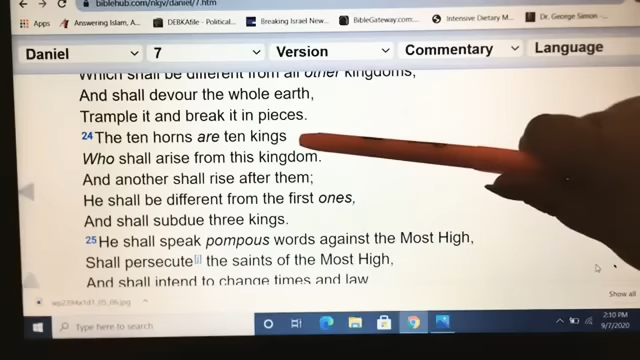 biblehub.com/nkjv/daniel/7.htm
Apps Answering Islam, A... DEBKAfile - Political... Breaking Israel New... BibleGateway.com:... Intensive Dietary M... Dr. George Simon -
Daniel 7 Version Commentary Language
Which shall be different from all other kingdoms,
And shall devour the whole earth,
Trample it and break it in pieces.
24 The ten horns are ten kings
Who shall arise from this kingdom.
And another shall rise after them;
He shall be different from the first ones,
And shall subdue three kings.
25 He shall speak pompous words against the Most High,
Shall persecute[i] the saints of the Most High,
And shall intend to change times and law
Show all
Type here to search
2:10 PM
9/7/2020